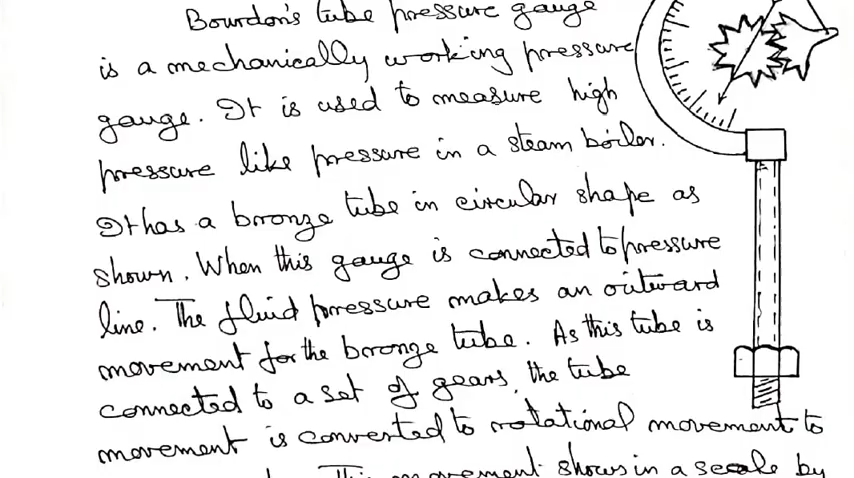 Bourdon's tube pressure gauge
is a mechanically working pressure
gauge. It is used to measure high
pressure like pressure in a steam boiler.
It has a bronze tube in circular shape as
shown. When this gauge is connected to pressure
line. The fluid pressure makes an outward
movement for the bronze tube. As this tube is
connected to a set of gears, the tube
movement is converted to rotational movement to
This movement shows in a scale by